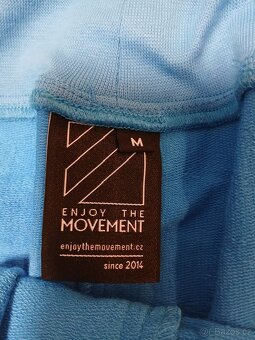 M
ENJOY THE
MOVEMENT
enjoythemovement.cz
since 2014